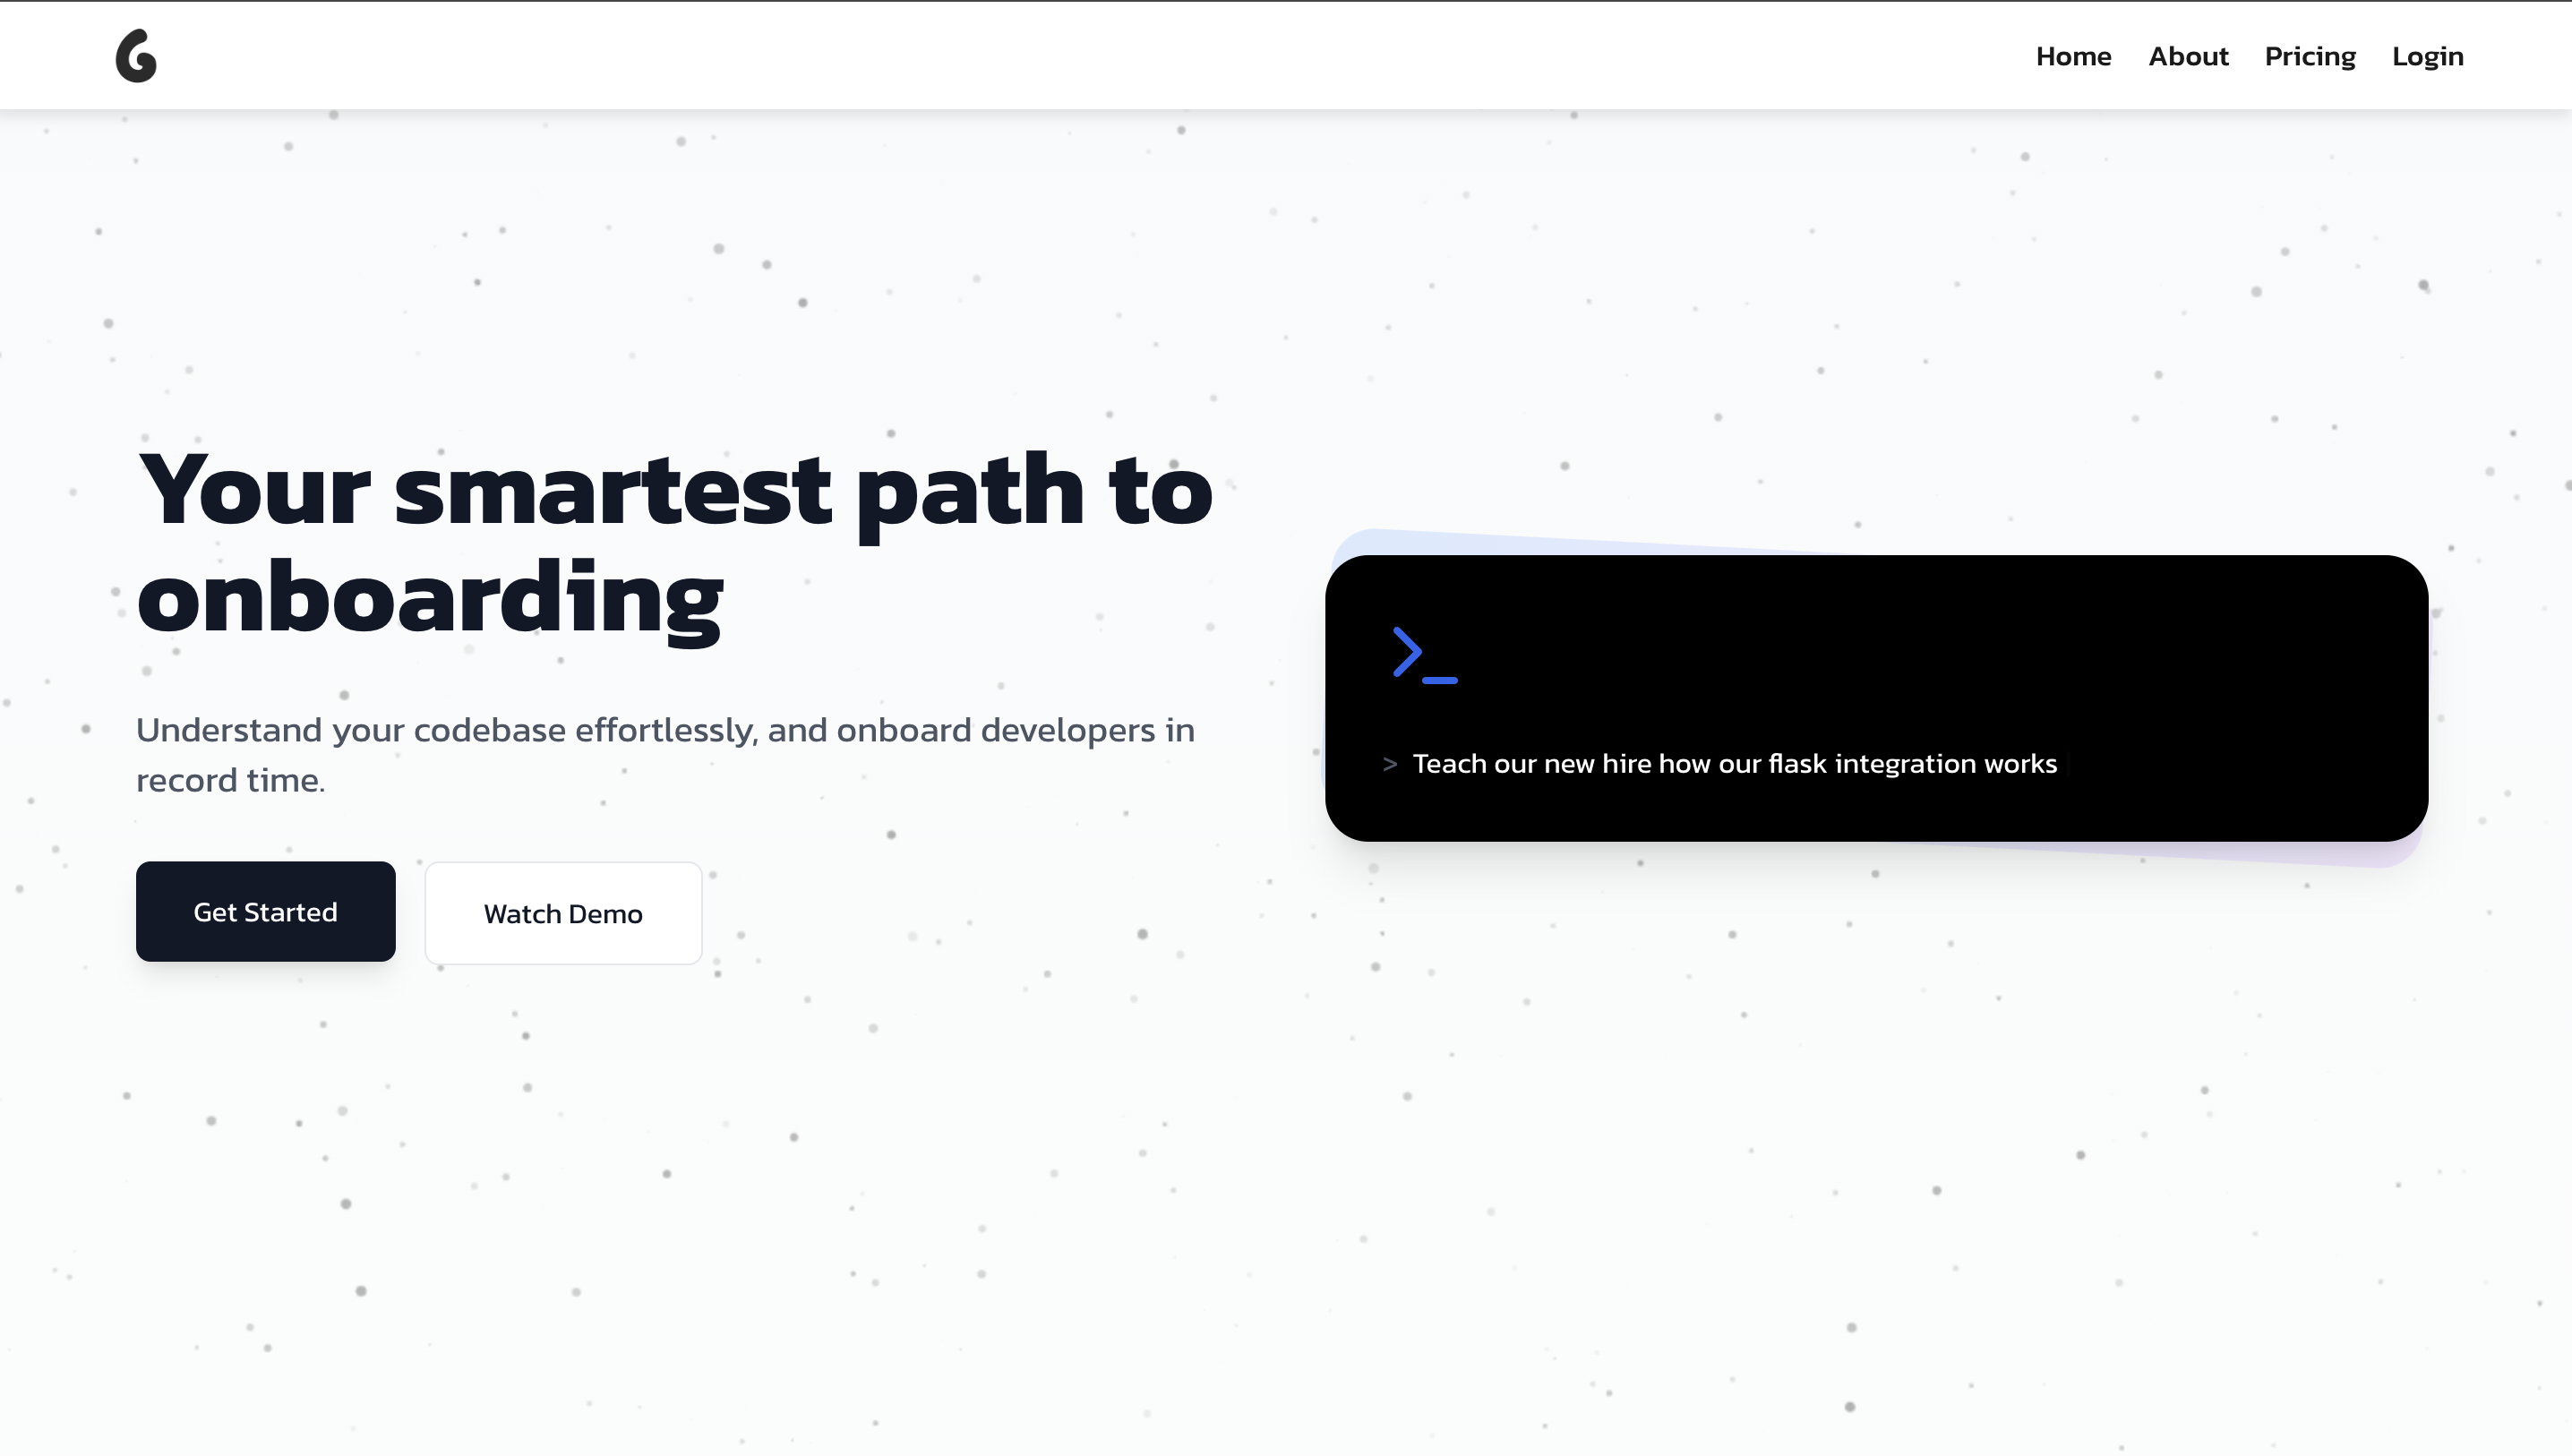 Home About Pricing Login
Your smartest path to
onboarding
Understand your codebase effortlessly, and onboard developers in
record time.
Get Started Watch Demo
>_
> Teach our new hire how our flask integration works